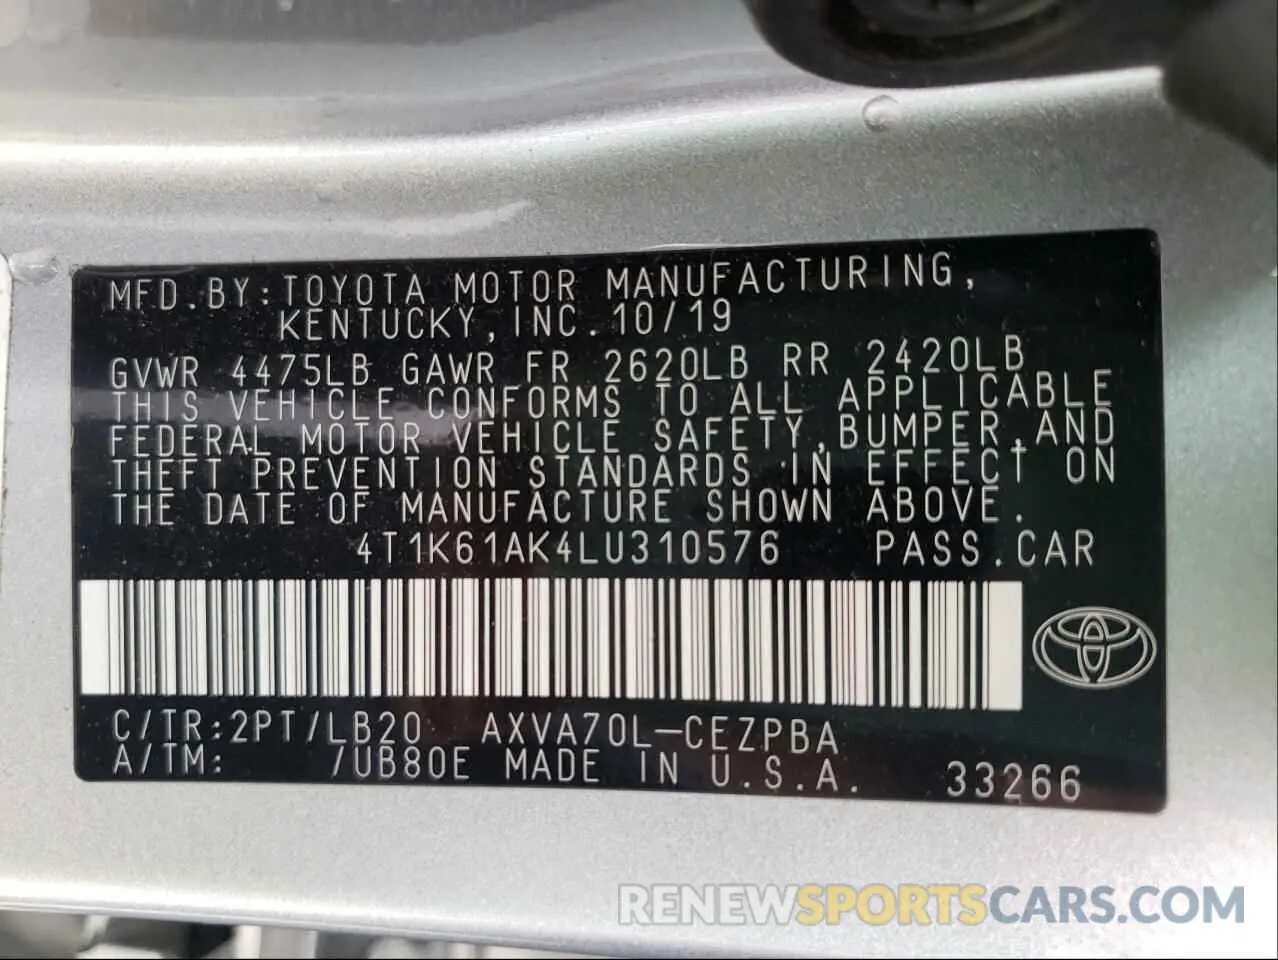 MFD.BY:TOYOTA MOTOR MANUFACTURING,
KENTUCKY, INC. 10/19
GVWR 4475LB GAWR FR 2620LB RR 2420LB
THIS VEHICLE CONFORMS TO ALL APPLICABLE
FEDERAL MOTOR VEHICLE SAFETY, BUMPER, AND
THEFT PREVENTION STANDARDS IN EFFECT ON
THE DATE OF MANUFACTURE SHOWN ABOVE.
4T1K61AK4LU310576 PASS.CAR
C/TR:2PT/LB20 AXVA70L-CEZPBA
A/TM: /UB80E MADE IN U.S.A. 33266
RENEWSPORTSCARS.COM